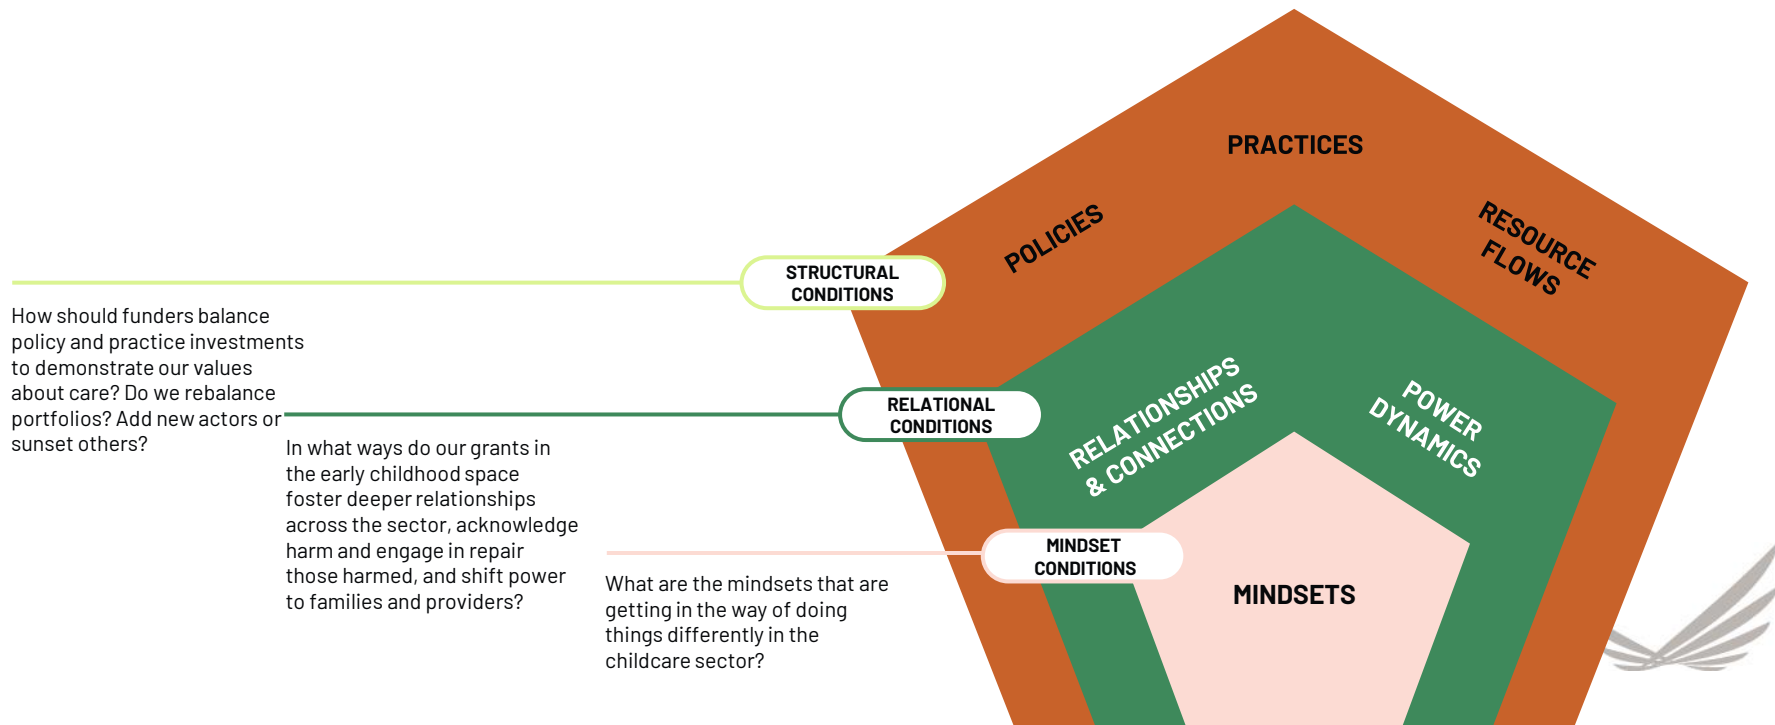 PRACTICES
POLICIES
RESOURCE
FLOWS
STRUCTURAL
CONDITIONS
How should funders balance
policy and practice investments
to demonstrate our values
about care? Do we rebalance
portfolios? Add new actors or
sunset others?
RELATIONSHIPS
& CONNECTIONS
POWER
DYNAMICS
RELATIONAL
CONDITIONS
In what ways do our grants in
the early childhood space
foster deeper relationships
across the sector, acknowledge
harm and engage in repair
those harmed, and shift power
to families and providers?
MINDSET
CONDITIONS
What are the mindsets that are
getting in the way of doing
things differently in the
childcare sector?
MINDSETS